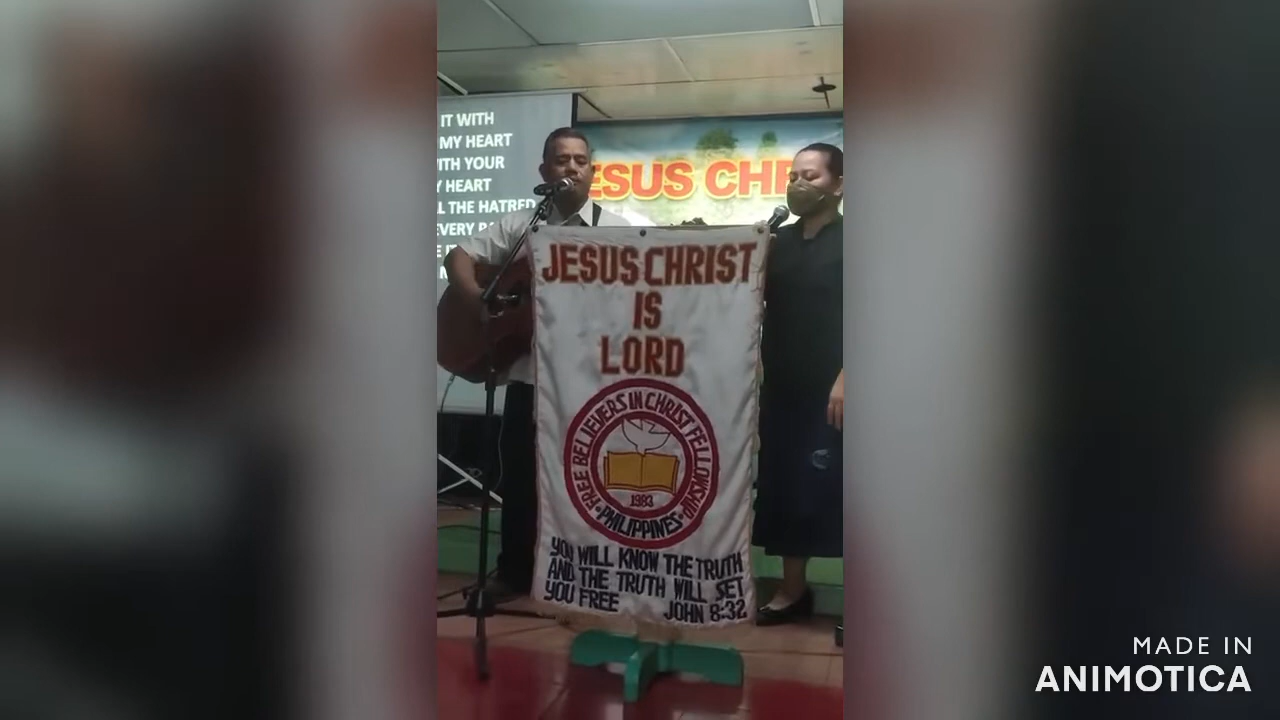 IT WITH
MY HEART
WITH YOUR
HEART
THE HATRED
EVERY
JESUS CHR
JESUS CHRIST
IS
LORD
FREE BELIEVERS IN CHRIST FELLOWSHIP
1983
• PHILIPPINES •
YOU WILL KNOW THE TRUTH
AND THE TRUTH WILL SET
YOU FREE JOHN 8:32
MADE IN
ANIMOTICA